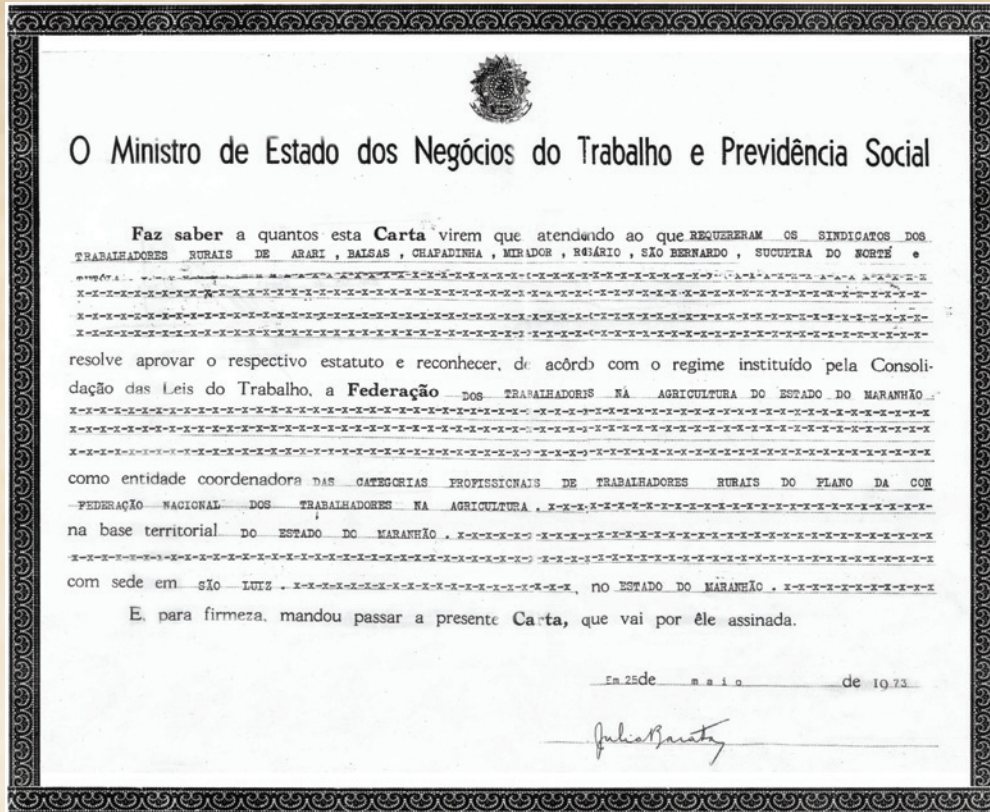 O Ministro de Estado dos Negócios do Trabalho e Previdência Social
Faz saber a quantos esta Carta virem que atendendo ao que REQUERERAM OS SINDICATOS DOS
TRABALHADORES RURAIS DE ARARI , BALSAS , CHAPADINHA , MIRADOR , ROSÁRIO , SÃO BERNARDO , SUCUPIRA DO NORTE e
x-x-x-x-x-x-x-x-x-x-x-x-x-x-x-x-x-x-x-x-x-x-x-x-x-x-x-x-x-x-x-x-x-x-x-x-x-x-x-x-x-x-x-x-x-x-x-x-x-x-x-x-x-x-x-x-x-x-x-
x-x-x-x-x-x-x-x-x-x-x-x-x-x-x-x-x-x-x-x-x-x-x-x-x-x-x-x-x-x-x-x-x-x-x-x-x-x-x-x-x-x-x-x-x-x-x-x-x-x-x-x-x-x-x-x-x-x-x-
x-x-x-x-x-x-x-x-x-x-x-x-x-x-x-x-x-x-x-x-x-x-x-x-x-x-x-x-x-x-x-x-x-x-x-x-x-x-x-x-x-x-x-x-x-x-x-x-x-x-x-x-x-x-x-x-x-x-x-
resolve aprovar o respectivo estatuto e reconhecer, de acôrdo com o regime instituído pela Consoli-
dação das Leis do Trabalho, a Federação DOS TRABALHADORES NA AGRICULTURA DO ESTADO DO MARANHÃO .
x-x-x-x-x-x-x-x-x-x-x-x-x-x-x-x-x-x-x-x-x-x-x-x-x-x-x-x-x-x-x-x-x-x-x-x-x-x-x-x-x-x-x-x-x-x-x-x-x-x-x-x-x-x-x-x-x-x-x-x
x-x-x-x-x-x-x-x-x-x-x-x-x-x-x-x-x-x-x-x-x-x-x-x-x-x-x-x-x-x-x-x-x-x-x-x-x-x-x-x-x-x-x-x-x-x-x-x-x-x-x-x-x-x-x-x-x-x-x-x
x-x-x-x-x-x-x-x-x-x-x-x-x-x-x-x-x-x-x-x-x-x-x-x-x-x-x-x-x-x-x-x-x-x-x-x-x-x-x-x-x-x-x-x-x-x-x-x-x-x-x-x-x-x-x-x-x-x-x-x
como entidade coordenadora DAS CATEGORIAS PROFISSIONAIS DE TRABALHADORES RURAIS DO PLANO DA CON
FEDERAÇÃO NACIONAL DOS TRABALHADORES NA AGRICULTURA . x-x-x-x-x-x-x-x-x-x-x-x-x-x-x-x-x-x-x-x-x-x-x-x-x-x-
na base territorial DO ESTADO DO MARANHÃO . x-x-x-x-x-x-x-x-x-x-x-x-x-x-x-x-x-x-x-x-x-x-x-x-x-x-x-x-x-x-x-x-x
x-x-x-x-x-x-x-x-x-x-x-x-x-x-x-x-x-x-x-x-x-x-x-x-x-x-x-x-x-x-x-x-x-x-x-x-x-x-x-x-x-x-x-x-x-x-x-x-x-x-x-x-x-x-x-x-x-x-x-x
com sede em SÃO LUIZ . x-x-x-x-x-x-x-x-x-x-x-x-x-x-x-x-x-x-x-x, no ESTADO DO MARANHÃO . x-x-x-x-x-x-x-x-x-x-x
E, para firmeza, mandou passar a presente Carta, que vai por êle assinada.
Em 25 de maio de 1973